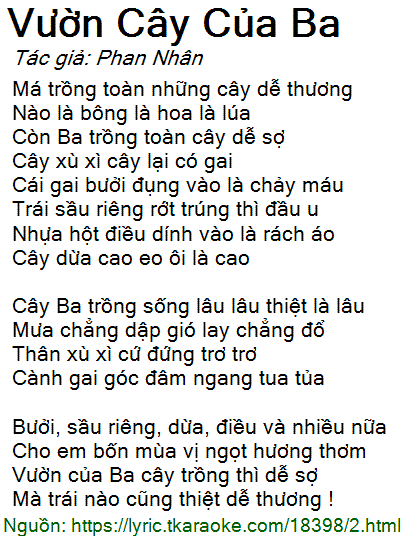 Vườn Cây Của Ba
Tác giả: Phan Nhân
Má trồng toàn những cây dễ thương
Nào là bông là hoa là lúa
Còn Ba trồng toàn cây dễ sợ
Cây xù xì cây lại có gai
Cái gai bưởi đụng vào là chảy máu
Trái sầu riêng rớt trúng thì đầu u
Nhựa hột điều dính vào là rách áo
Cây dừa cao eo ôi là cao

Cây Ba trồng sống lâu lâu thiệt là lâu
Mưa chẳng dập gió lay chẳng đổ
Thân xù xì cứ đứng trơ trơ
Cành gai góc đâm ngang tua tủa

Bưởi, sầu riêng, dừa, điều và nhiều nữa
Cho em bốn mùa vị ngọt hương thơm
Vườn của Ba cây trồng thì dễ sợ
Mà trái nào cũng thiệt dễ thương !
Nguồn: https://lyric.tkaraoke.com/18398/2.html